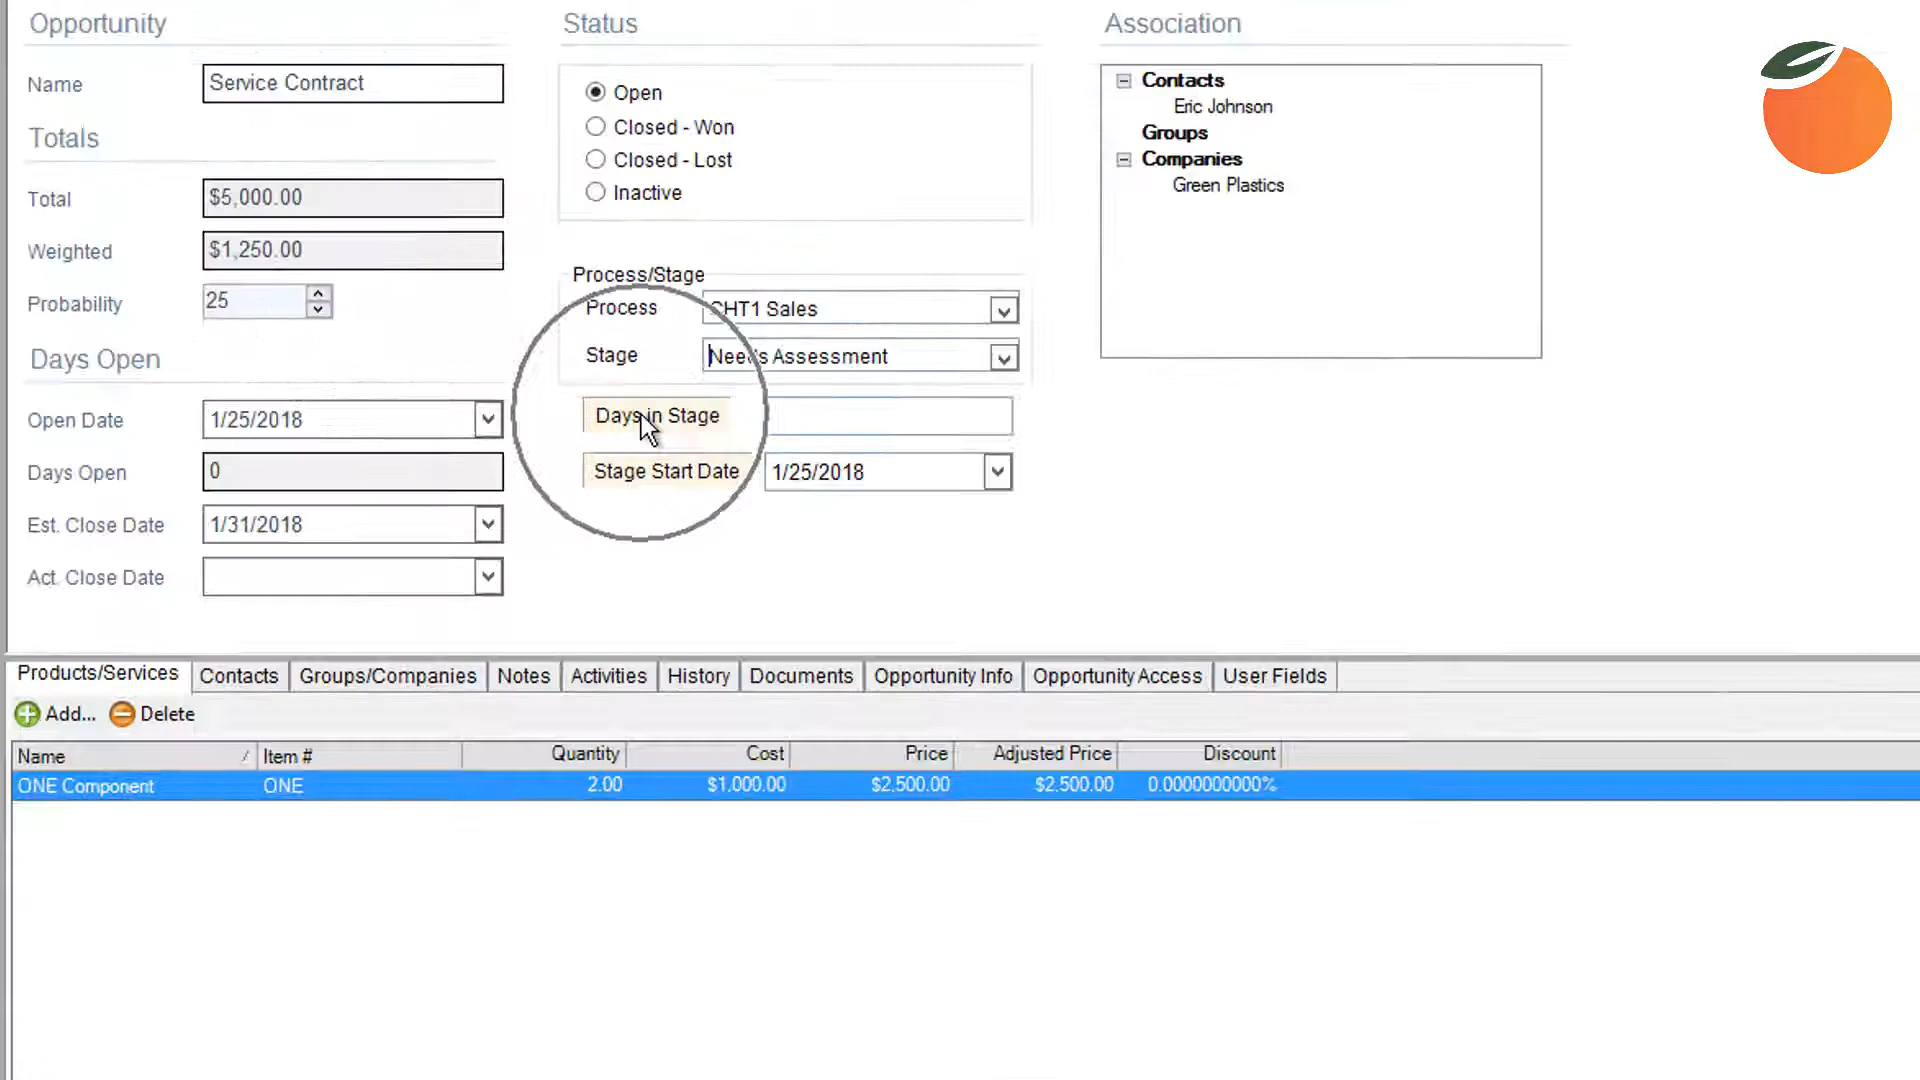 Opportunity
Name
Service Contract
Totals
Total
$5,000.00
Weighted
$1,250.00
Probability
25
Days Open
Open Date
1/25/2018
Days Open
0
Est. Close Date
1/31/2018
Act. Close Date
Status
Open
Closed - Won
Closed - Lost
Inactive
Process/Stage
Process
CHT1 Sales
Stage
Needs Assessment
Days in Stage
Stage Start Date
1/25/2018
Association
Contacts
Eric Johnson
Groups
Companies
Green Plastics
Products/Services Contacts Groups/Companies Notes Activities History Documents Opportunity Info Opportunity Access User Fields
Add... Delete
Name Item # Quantity Cost Price Adjusted Price Discount
ONE Component ONE 2.00 $1,000.00 $2,500.00 $2,500.00 0.0000000000%